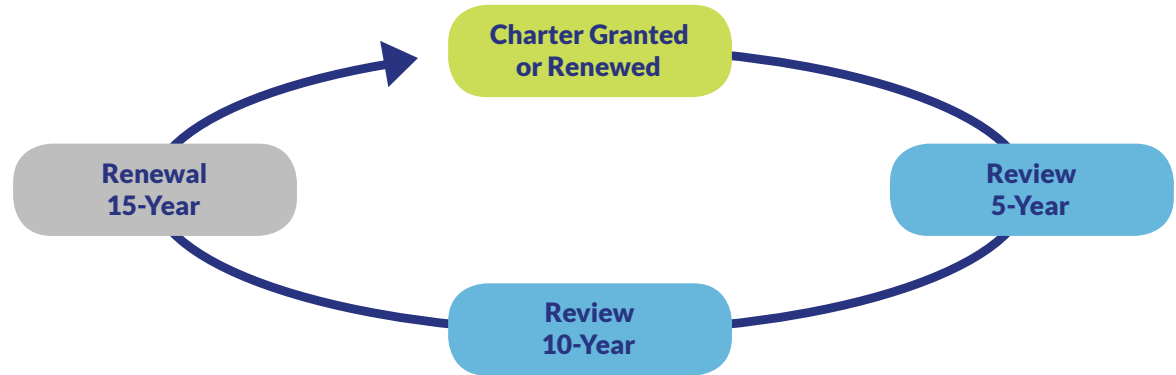 Charter Granted
or Renewed
Review
5-Year
Review
10-Year
Renewal
15-Year